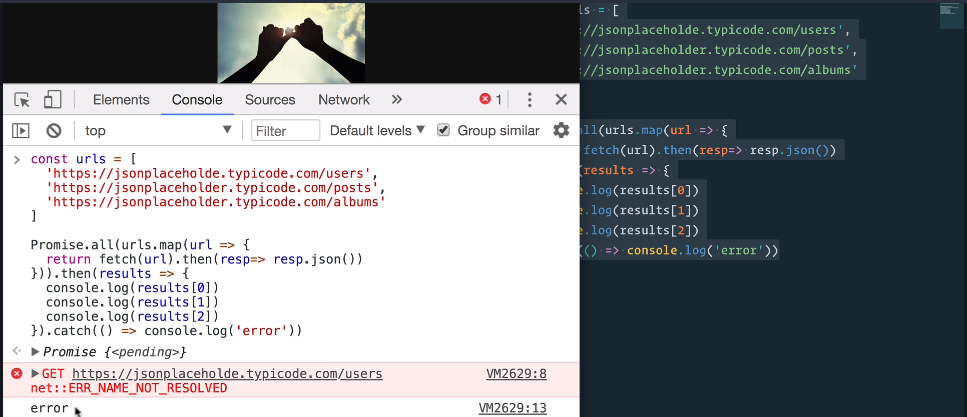 Elements Console Sources Network » 1
top Filter Default levels Group similar
const urls = [
'https://jsonplaceholde.typicode.com/users',
'https://jsonplaceholder.typicode.com/posts',
'https://jsonplaceholder.typicode.com/albums'
]
Promise.all(urls.map(url => {
return fetch(url).then(resp=> resp.json())
})).then(results => {
console.log(results[0])
console.log(results[1])
console.log(results[2])
}).catch(() => console.log('error'))
Promise {<pending>}
GET https://jsonplaceholde.typicode.com/users VM2629:8
net::ERR_NAME_NOT_RESOLVED
error VM2629:13
ls = [
://jsonplaceholde.typicode.com/users',
://jsonplaceholder.typicode.com/posts',
://jsonplaceholder.typicode.com/albums'
all(urls.map(url => {
fetch(url).then(resp=> resp.json())
(results => {
e.log(results[0])
e.log(results[1])
e.log(results[2])
(() => console.log('error'))